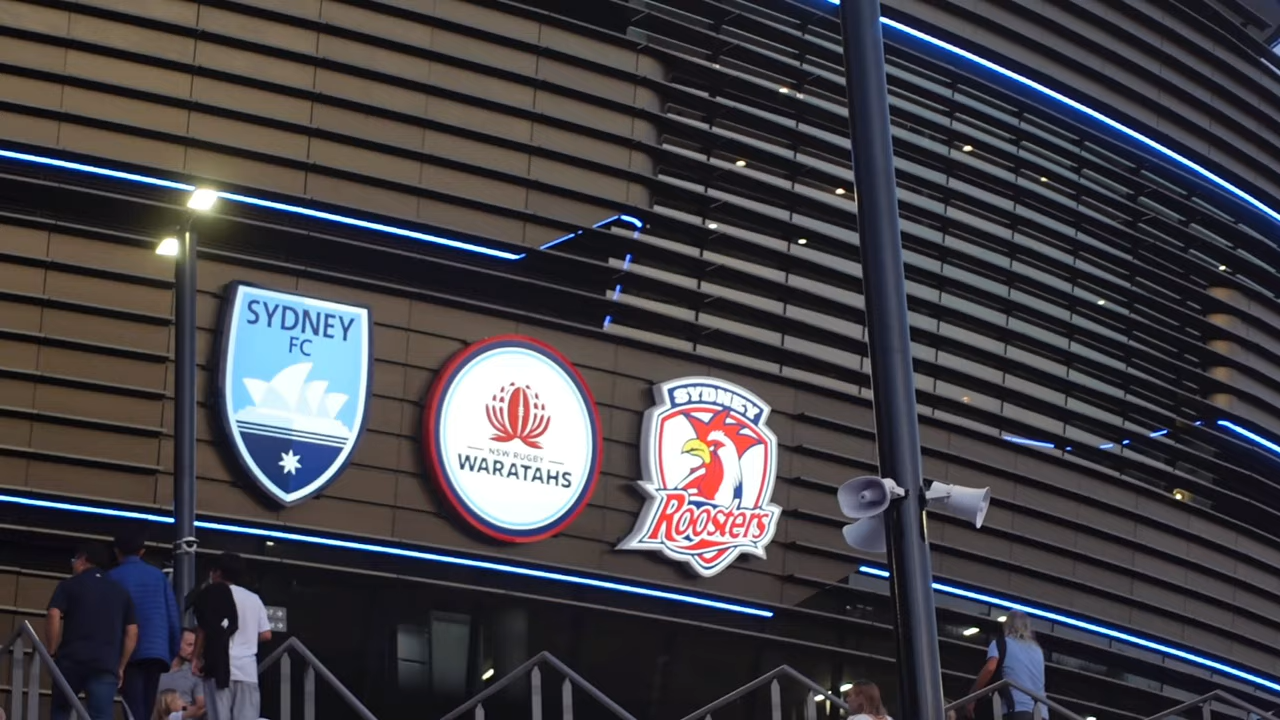 SYDNEY
FC
NSW RUGBY
WARATAHS
SYDNEY
Roosters